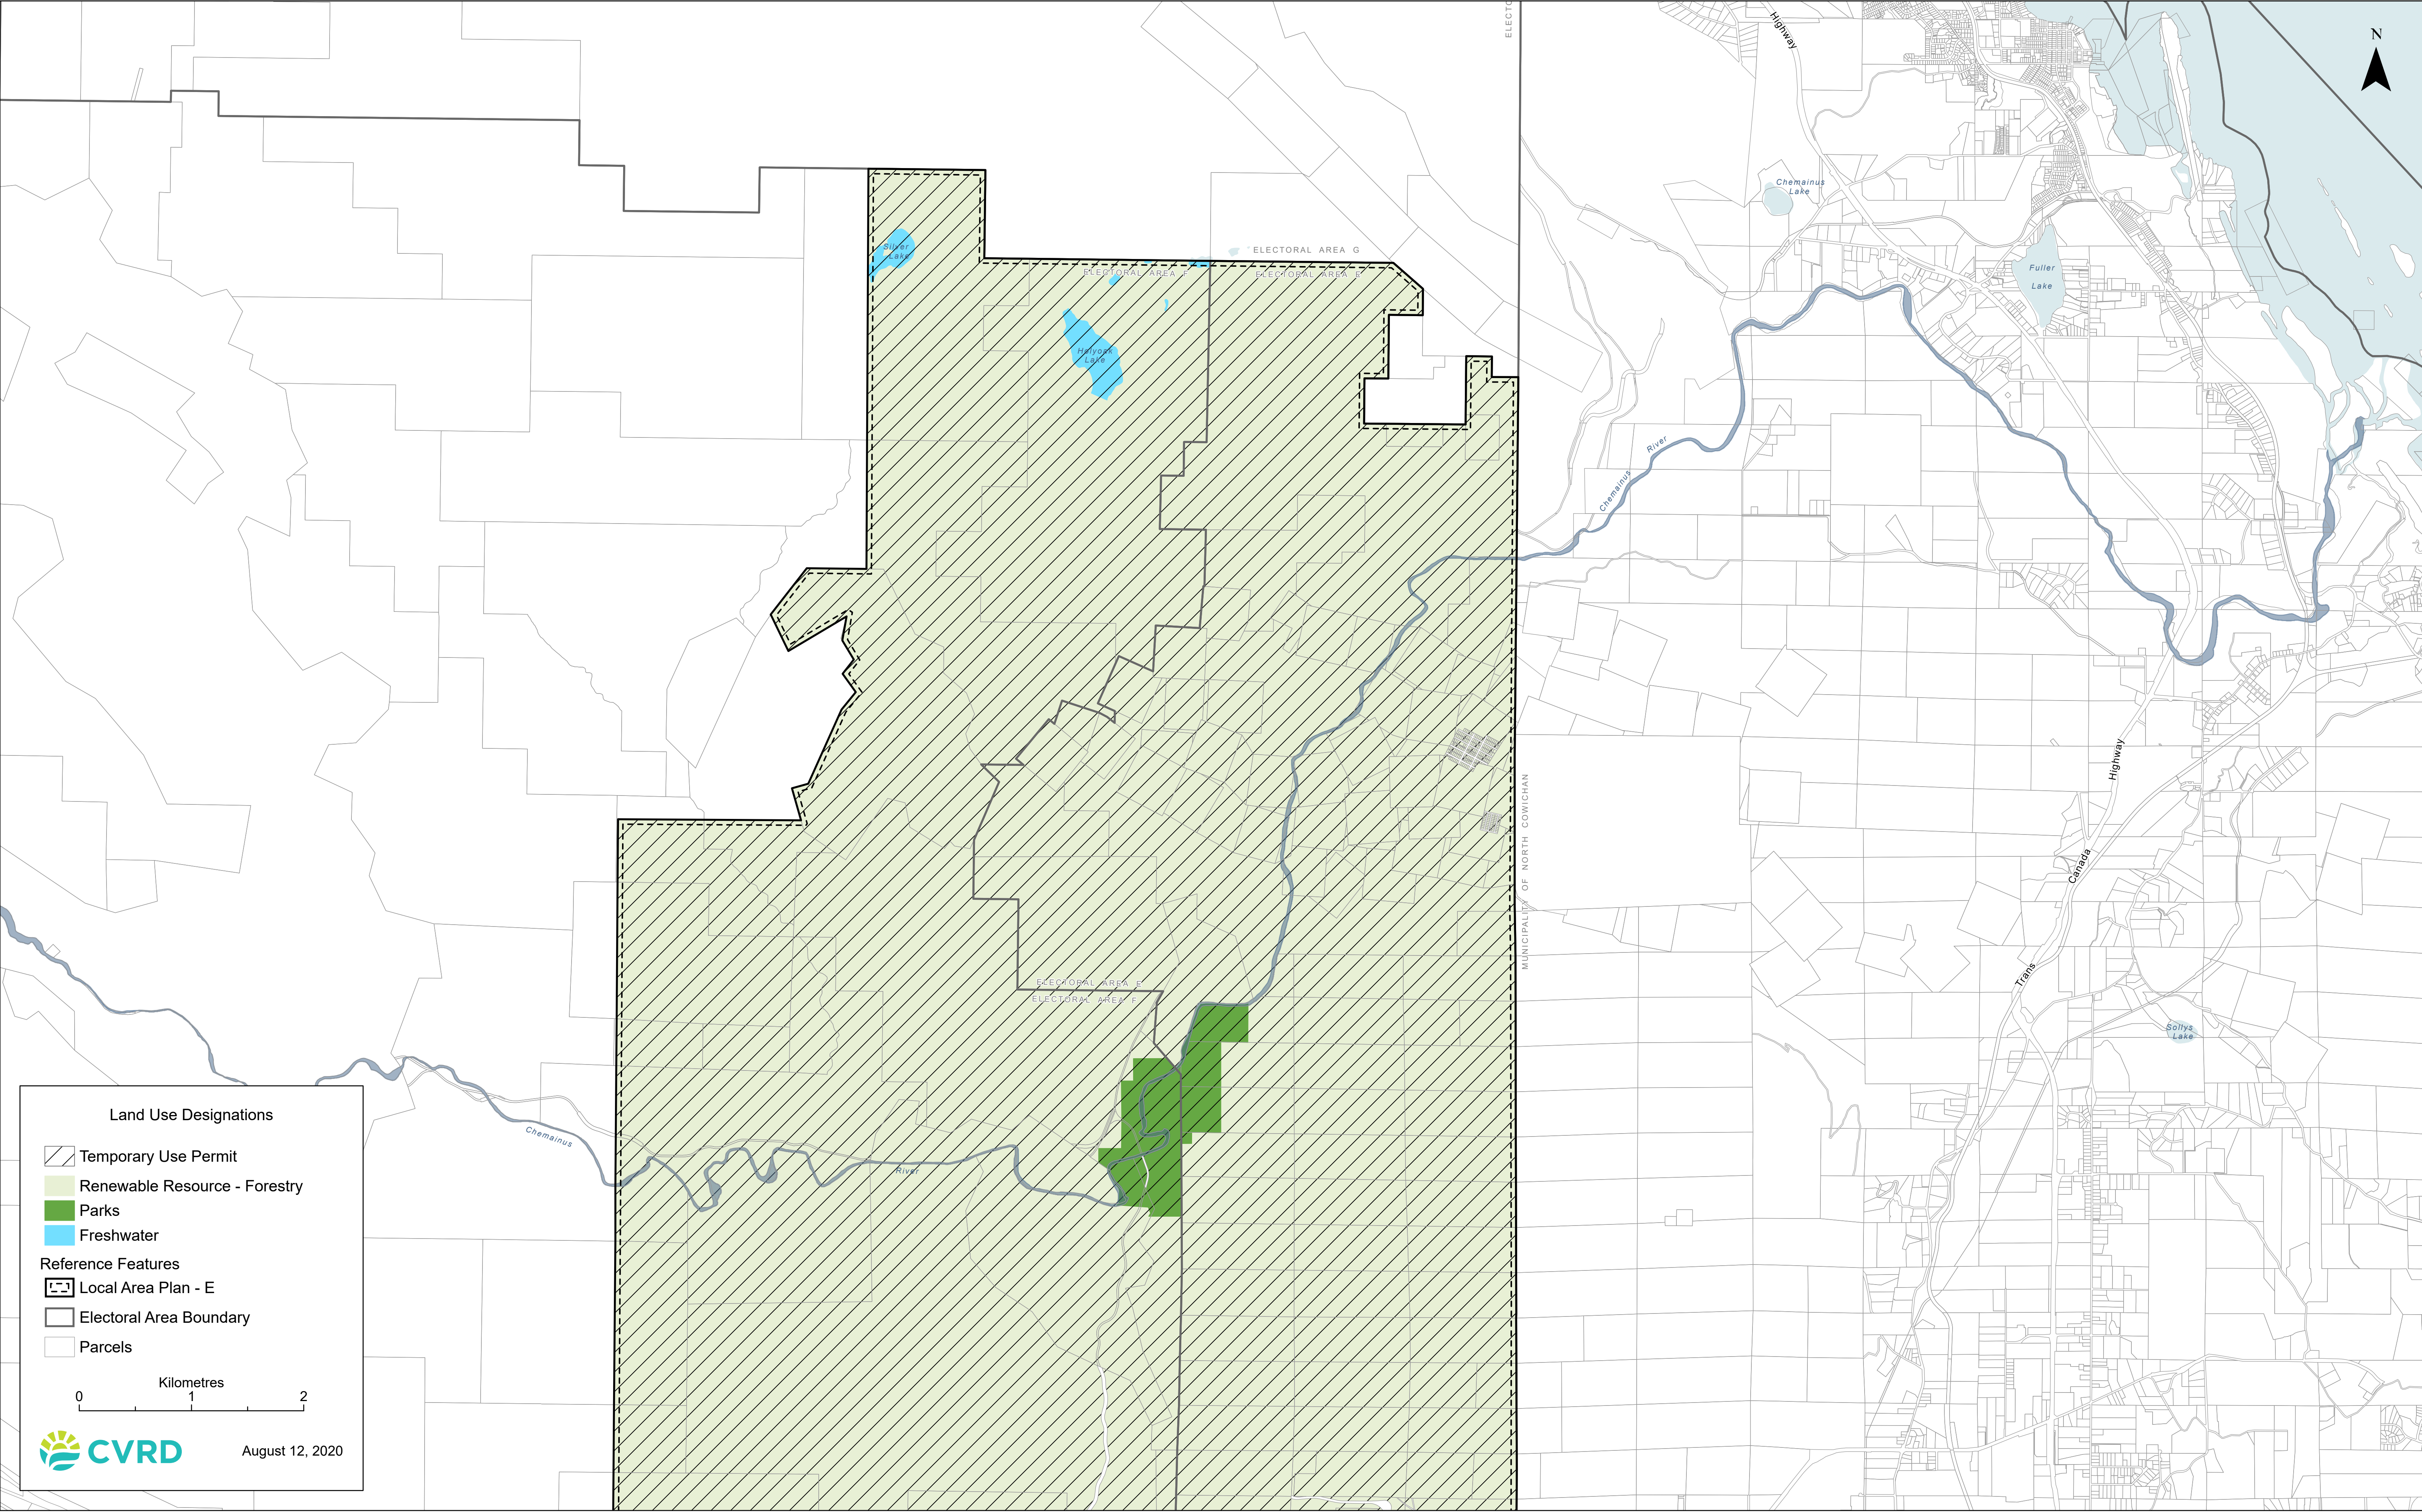 ELECTO
Highway
N
Chemainus
Lake
Silver
Lake
ELECTORAL AREA G
ELECTORAL AREA F
ELECTORAL AREA E
Fuller
Lake
Holyoak
Lake
Chemainus River
MUNICIPALITY OF NORTH COWICHAN
Trans Canada Highway
ELECTORAL AREA E
ELECTORAL AREA F
Sollys
Lake
Chemainus River
Land Use Designations
Temporary Use Permit
Renewable Resource - Forestry
Parks
Freshwater
Reference Features
Local Area Plan - E
Electoral Area Boundary
Parcels
Kilometres
0 1 2
CVRD
August 12, 2020